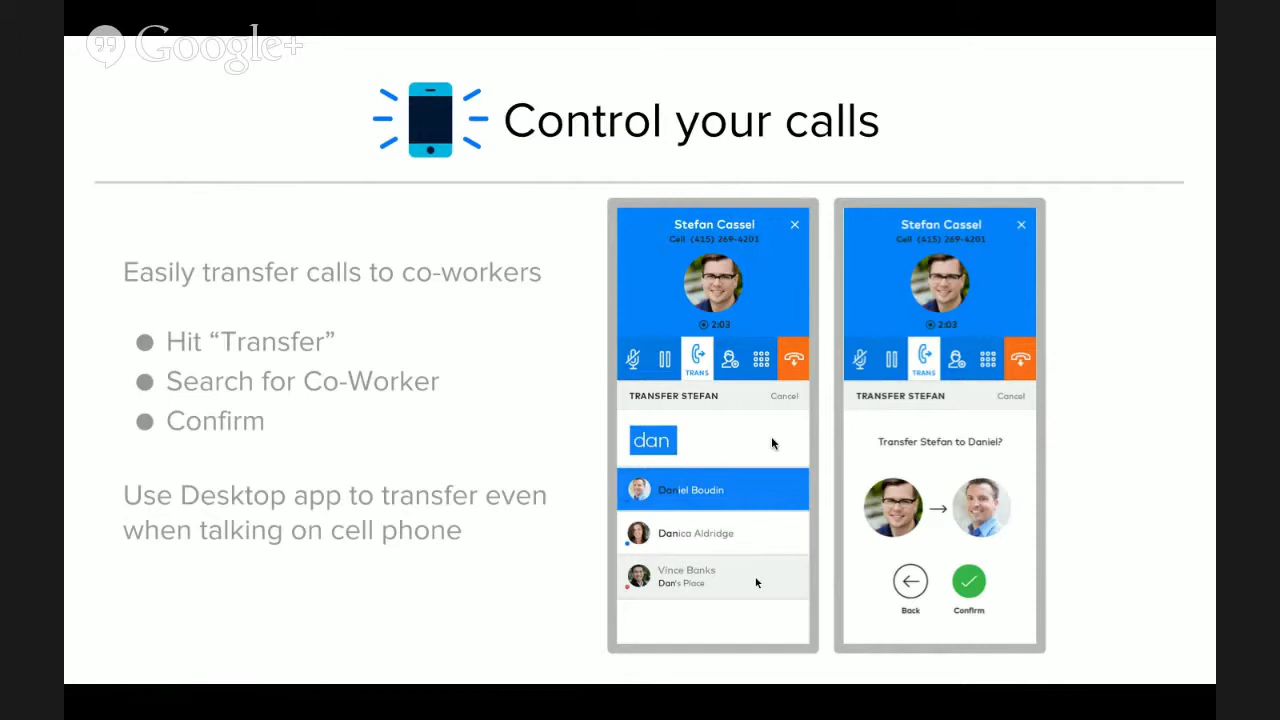 Google+
Control your calls
Easily transfer calls to co-workers
Hit “Transfer”
Search for Co-Worker
Confirm
Use Desktop app to transfer even
when talking on cell phone
Stefan Cassel
Cell (415) 269-4201
2:03
TRANS
TRANSFER STEFAN Cancel
dan
Daniel Boudin
Danica Aldridge
Vince Banks
Dan's Place
Stefan Cassel
Cell (415) 269-4201
2:03
TRANS
TRANSFER STEFAN Cancel
Transfer Stefan to Daniel?
Back Confirm